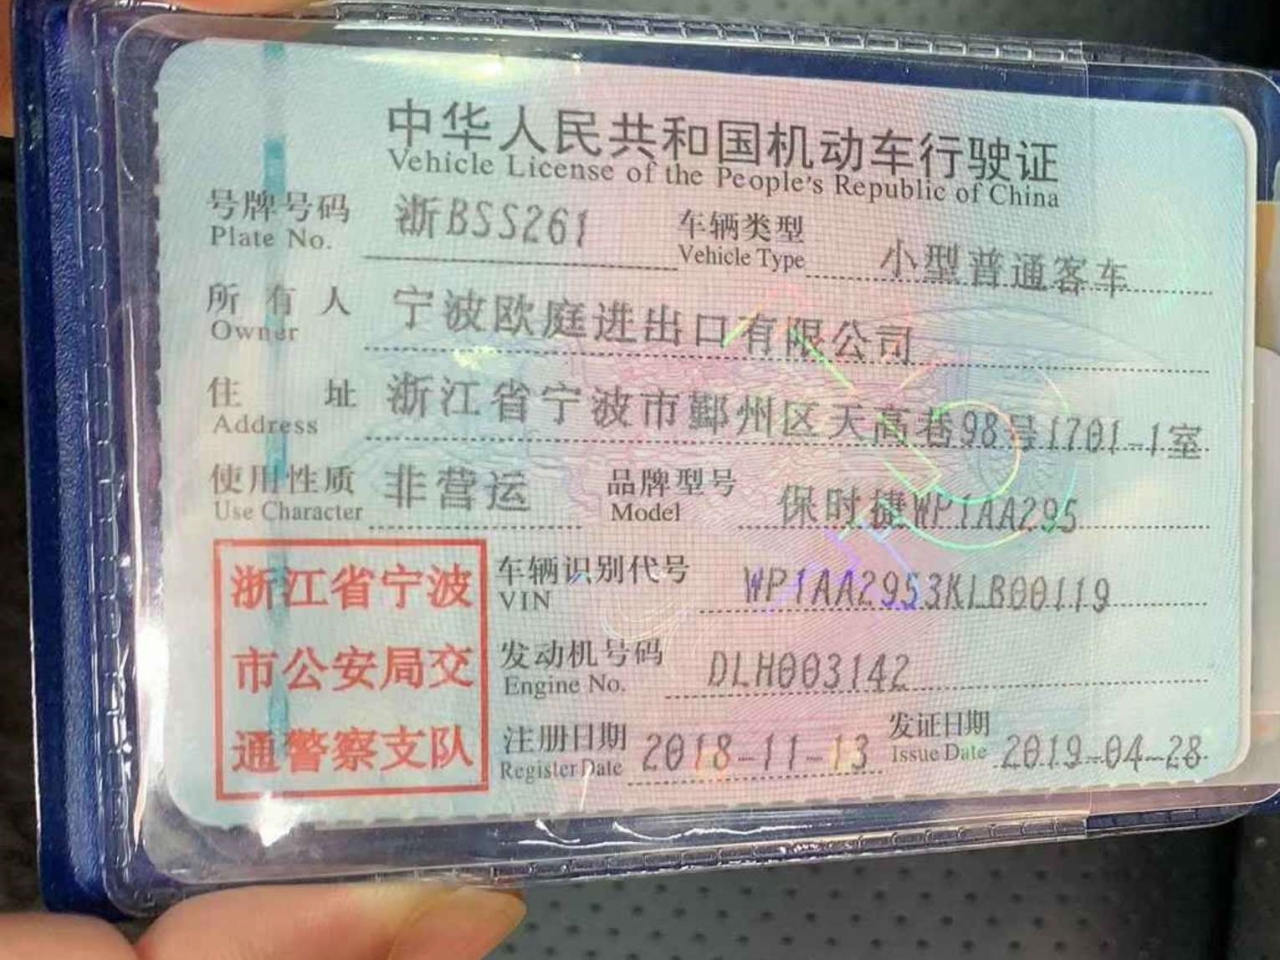 中华人民共和国机动车行驶证
Vehicle License of the People's Republic of China
号牌号码 浙BSS261 车辆类型 小型普通客车
Plate No. Vehicle Type
所有人 宁波欧庭进出口有限公司
Owner
住址 浙江省宁波市鄞州区天高巷98号1701-1室
Address
使用性质 非营运 品牌型号 保时捷WP1AA295
Use Character Model
车辆识别代号 WP1AA2953KLB00119
VIN
发动机号码 DLH003142
Engine No.
注册日期 2018-11-13 发证日期 2019-04-28
Register Date Issue Date
浙江省宁波
市公安局交
通警察支队